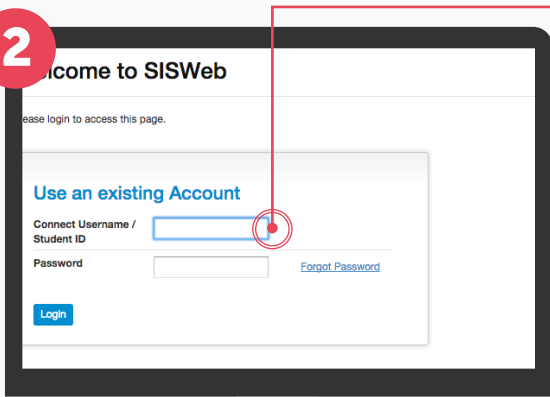 2
lcome to SISWeb
ease login to access this page.
Use an existing Account
Connect Username /
Student ID
Password
Forgot Password
Login